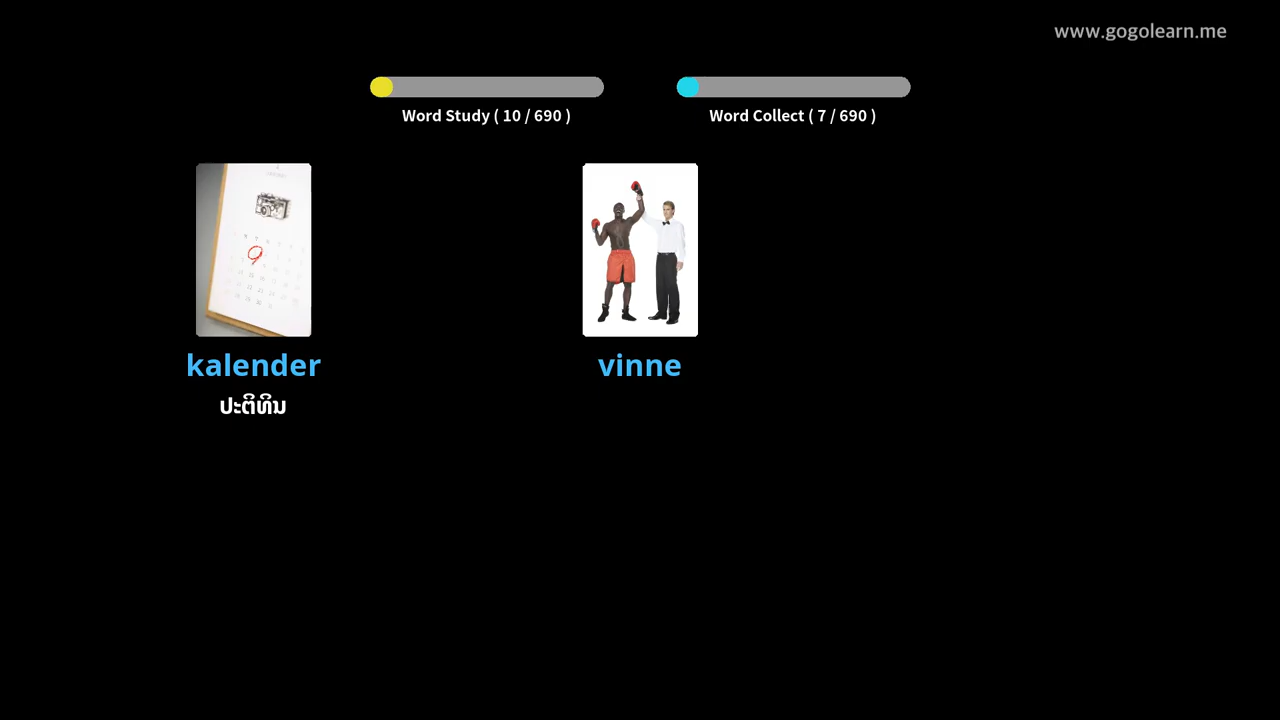 www.gogolearn.me
Word Study ( 10 / 690 )
Word Collect ( 7 / 690 )
kalender
ປະຕິທິນ
vinne